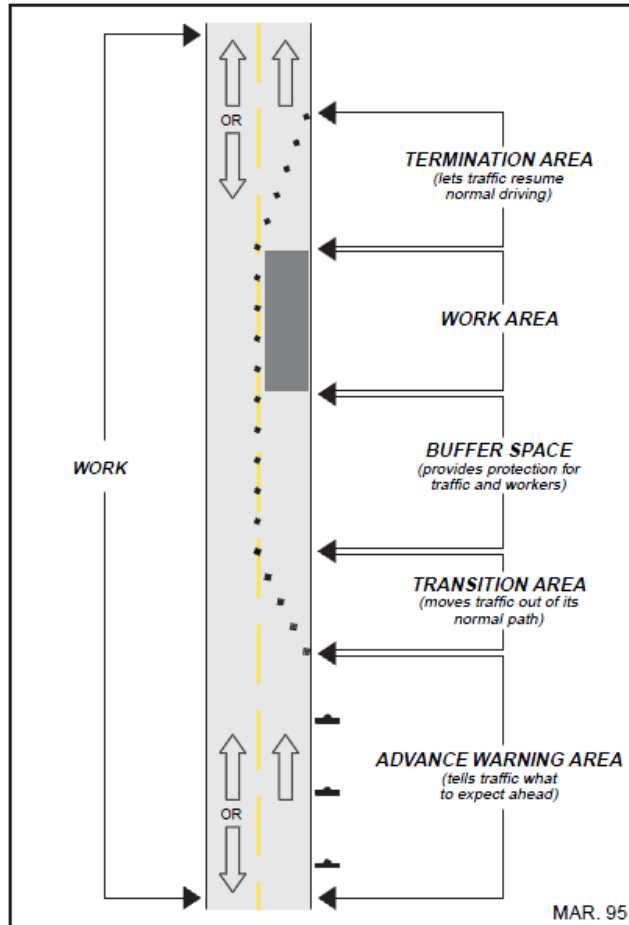 OR
TERMINATION AREA
(lets traffic resume
normal driving)
WORK AREA
BUFFER SPACE
(provides protection for
traffic and workers)
WORK
TRANSITION AREA
(moves traffic out of its
normal path)
ADVANCE WARNING AREA
(tells traffic what
to expect ahead)
OR
MAR. 95